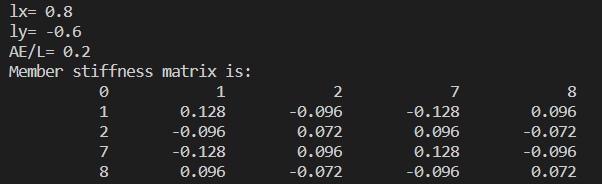 lx= 0.8
ly= -0.6
AE/L= 0.2
Member stiffness matrix is:
0 1 2 7 8
1 0.128 -0.096 -0.128 0.096
2 -0.096 0.072 0.096 -0.072
7 -0.128 0.096 0.128 -0.096
8 0.096 -0.072 -0.096 0.072